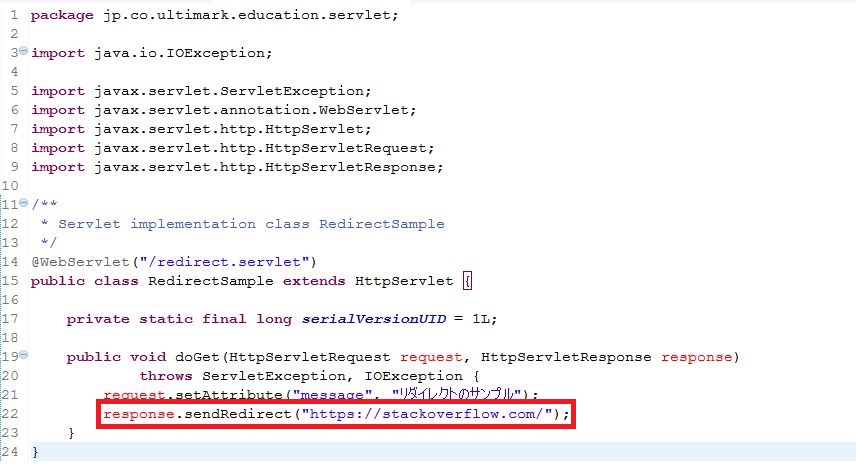 1 package jp.co.ultimark.education.servlet;
2
3 import java.io.IOException;
4
5 import javax.servlet.ServletException;
6 import javax.servlet.annotation.WebServlet;
7 import javax.servlet.http.HttpServlet;
8 import javax.servlet.http.HttpServletRequest;
9 import javax.servlet.http.HttpServletResponse;
10
11 /**
12  * Servlet implementation class RedirectSample
13  */
14 @WebServlet("/redirect.servlet")
15 public class RedirectSample extends HttpServlet {
16
17     private static final long serialVersionUID = 1L;
18
19     public void doGet(HttpServletRequest request, HttpServletResponse response)
20             throws ServletException, IOException {
21         request.setAttribute("message", "リダイレクトのサンプル");
22         response.sendRedirect("https://stackoverflow.com/");
23     }
24 }